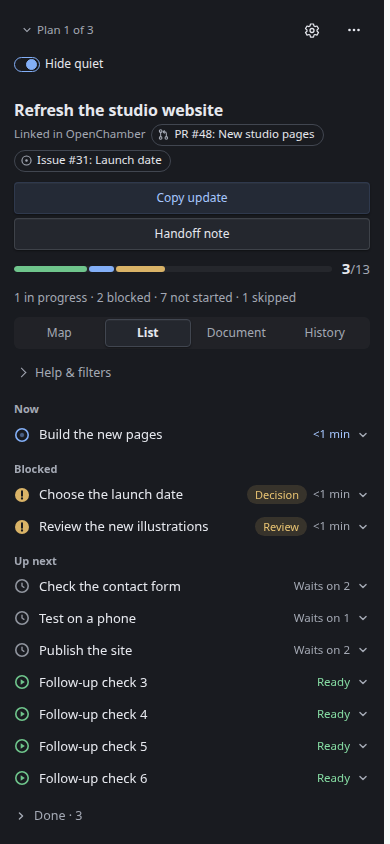 Plan 1 of 3
Hide quiet
Refresh the studio website
Linked in OpenChamber PR #48: New studio pages
Issue #31: Launch date
Copy update
Handoff note
3/13
1 in progress · 2 blocked · 7 not started · 1 skipped
Map List Document History
Help & filters
Now
Build the new pages <1 min
Blocked
Choose the launch date Decision <1 min
Review the new illustrations Review <1 min
Up next
Check the contact form Waits on 2
Test on a phone Waits on 1
Publish the site Waits on 2
Follow-up check 3 Ready
Follow-up check 4 Ready
Follow-up check 5 Ready
Follow-up check 6 Ready
Done · 3